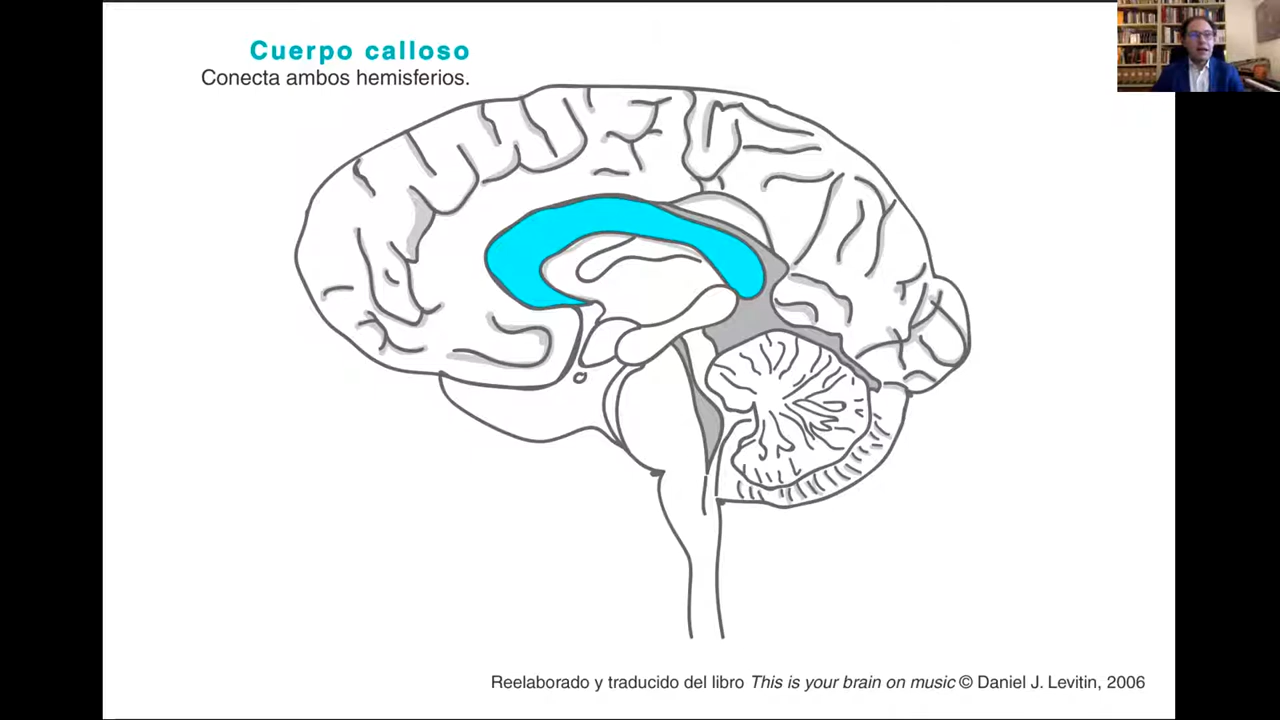 Cuerpo calloso
Conecta ambos hemisferios.
Reelaborado y traducido del libro This is your brain on music © Daniel J. Levitin, 2006